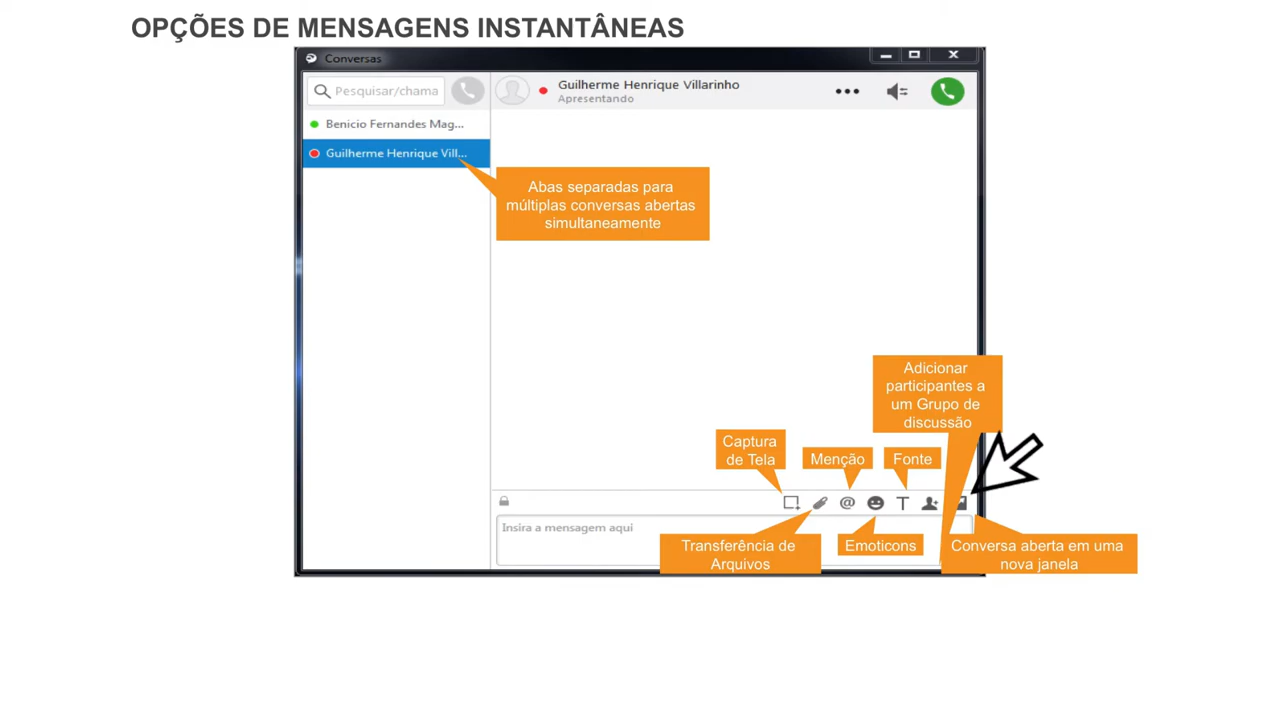 OPÇÕES DE MENSAGENS INSTANTÂNEAS
Conversas
Pesquisar/chama
Guilherme Henrique Villarinho
Apresentando
Benicio Fernandes Mag...
Guilherme Henrique Vill...
Abas separadas para
múltiplas conversas abertas
simultaneamente
Adicionar
participantes a
um Grupo de
discussão
Captura
de Tela
Menção
Fonte
Insira a mensagem aqui
Transferência de
Arquivos
Emoticons
Conversa aberta em uma
nova janela